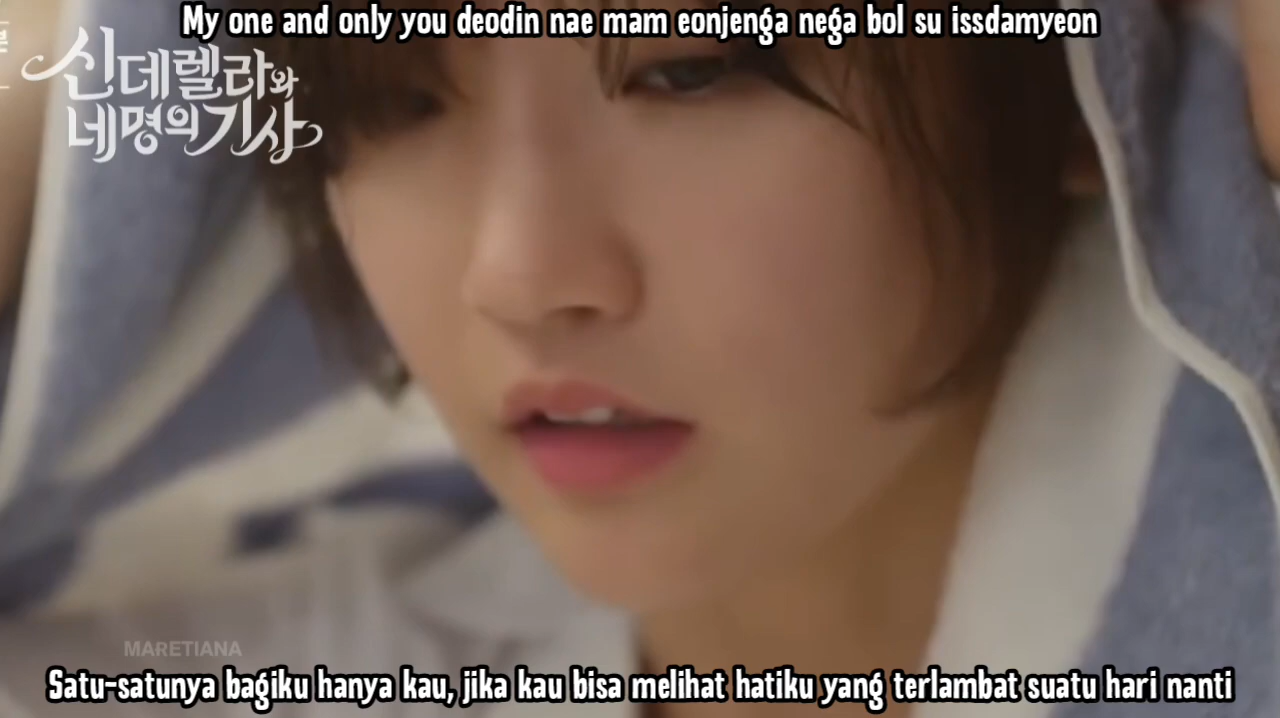 My one and only you deodin nae mam eonjenga nega bol su issdamyeon
신데렐라와
네명의기사
MARETIANA
Satu-satunya bagiku hanya kau, jika kau bisa melihat hatiku yang terlambat suatu hari nanti